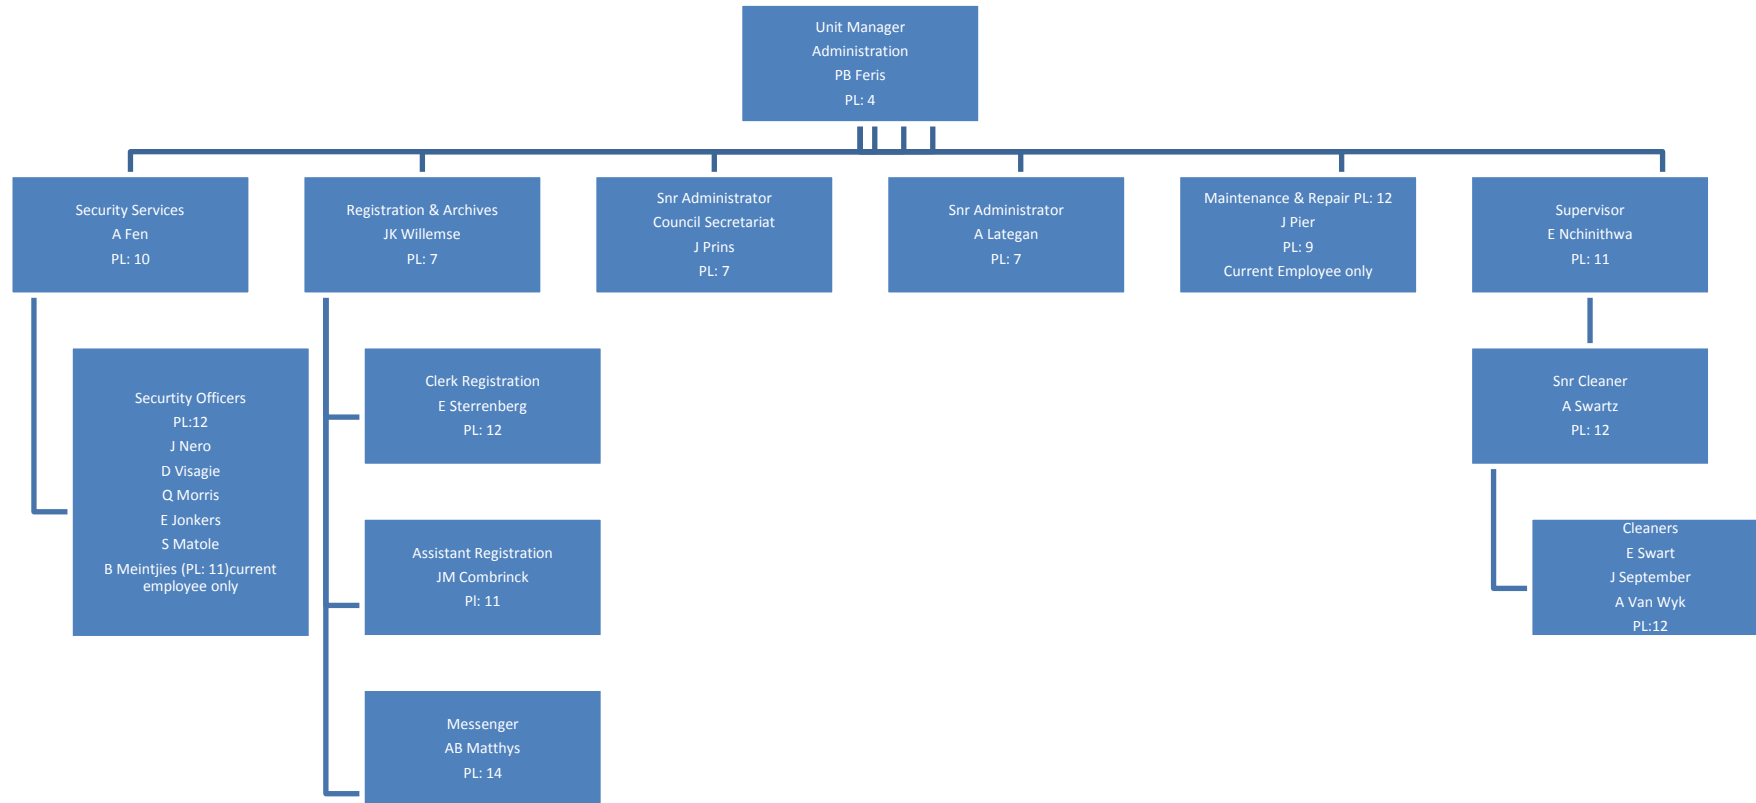 Unit Manager
Administration
PB Feris
PL: 4
Security Services
A Fen
PL: 10
Registration & Archives
JK Willemse
PL: 7
Snr Administrator
Council Secretariat
J Prins
PL: 7
Snr Administrator
A Lategan
PL: 7
Maintenance & Repair PL: 12
J Pier
PL: 9
Current Employee only
Supervisor
E Nchinithwa
PL: 11
Securtity Officers
PL:12
J Nero
D Visagie
Q Morris
E Jonkers
S Matole
B Meintjies (PL: 11)current
employee only
Clerk Registration
E Sterrenberg
PL: 12
Assistant Registration
JM Combrinck
Pl: 11
Messenger
AB Matthys
PL: 14
Snr Cleaner
A Swartz
PL: 12
Cleaners
E Swart
J September
A Van Wyk
PL:12